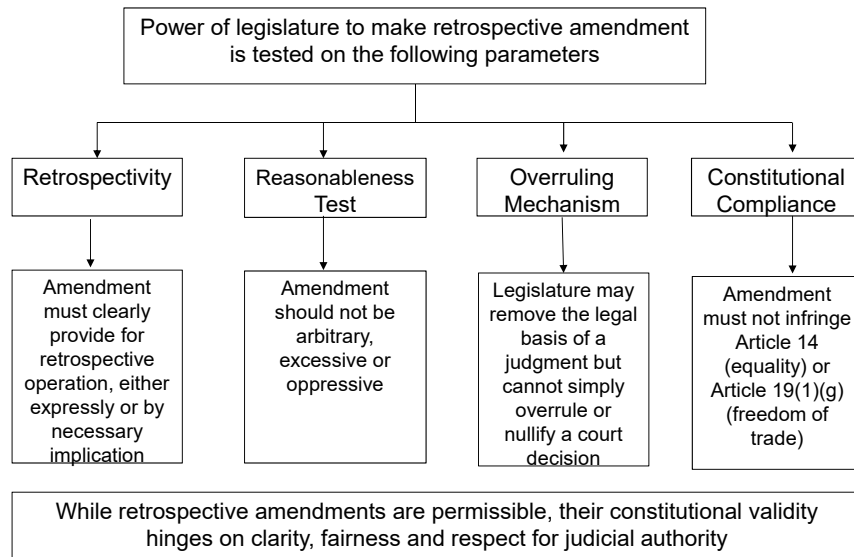 Power of legislature to make retrospective amendment
is tested on the following parameters
Retrospectivity
Reasonableness
Test
Overruling
Mechanism
Constitutional
Compliance
Amendment
must clearly
provide for
retrospective
operation, either
expressly or by
necessary
implication
Amendment
should not be
arbitrary,
excessive or
oppressive
Legislature may
remove the legal
basis of a
judgment but
cannot simply
overrule or
nullify a court
decision
Amendment
must not infringe
Article 14
(equality) or
Article 19(1)(g)
(freedom of
trade)
While retrospective amendments are permissible, their constitutional validity
hinges on clarity, fairness and respect for judicial authority